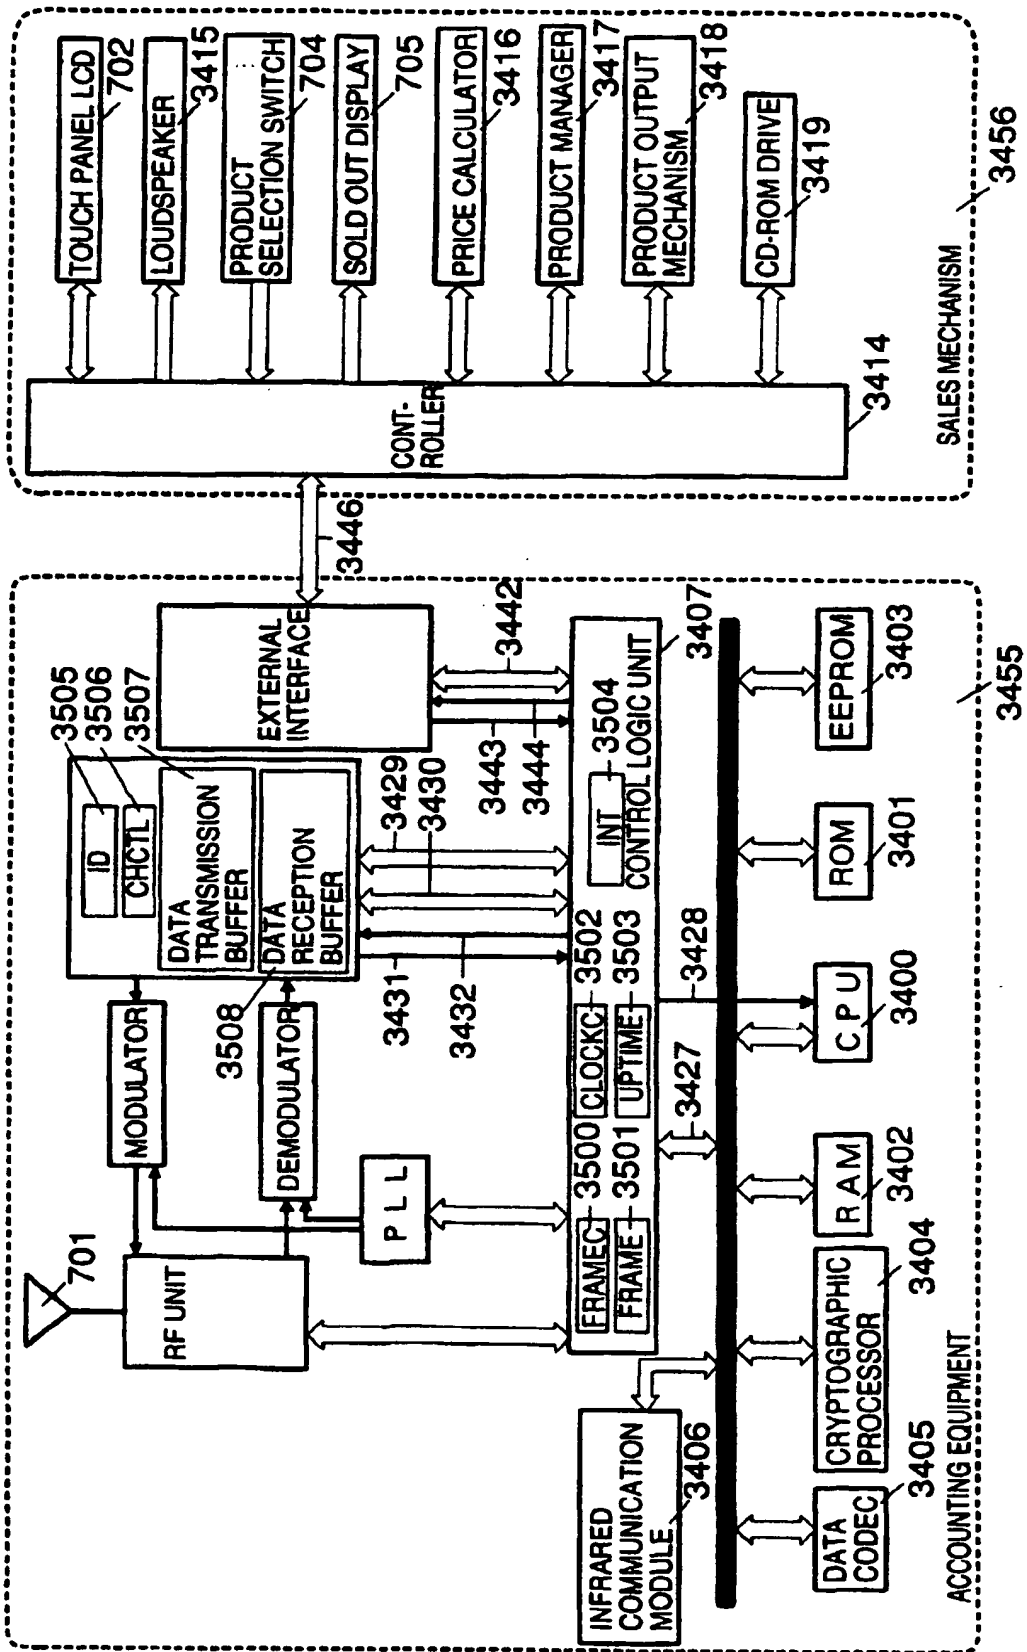 TOUCH PANEL LCD
702
LOUDSPEAKER
3415
PRODUCT
SELECTION SWITCH
704
SOLD OUT DISPLAY
705
PRICE CALCULATOR
3416
PRODUCT MANAGER
3417
PRODUCT OUTPUT
MECHANISM
3418
CD-ROM DRIVE
3419
CONT-
ROLLER
3414
SALES MECHANISM
3456
3446
701
RF UNIT
MODULATOR
DEMODULATOR
PLL
ID
3505
CHCTL
3506
DATA
TRANSMISSION
BUFFER
3507
DATA
RECEPTION
BUFFER
3508
EXTERNAL
INTERFACE
3431
3432
3429
3430
3443
3444
3442
FRAMEC
3500
CLOCKC
3502
FRAME
3501
UPTIME
3503
INT
3504
CONTROL LOGIC UNIT
3407
INFRARED
COMMUNICATION
MODULE
3406
3427
3428
DATA
CODEC
3405
CRYPTOGRAPHIC
PROCESSOR
3404
RAM
3402
CPU
3400
ROM
3401
EEPROM
3403
ACCOUNTING EQUIPMENT
3455